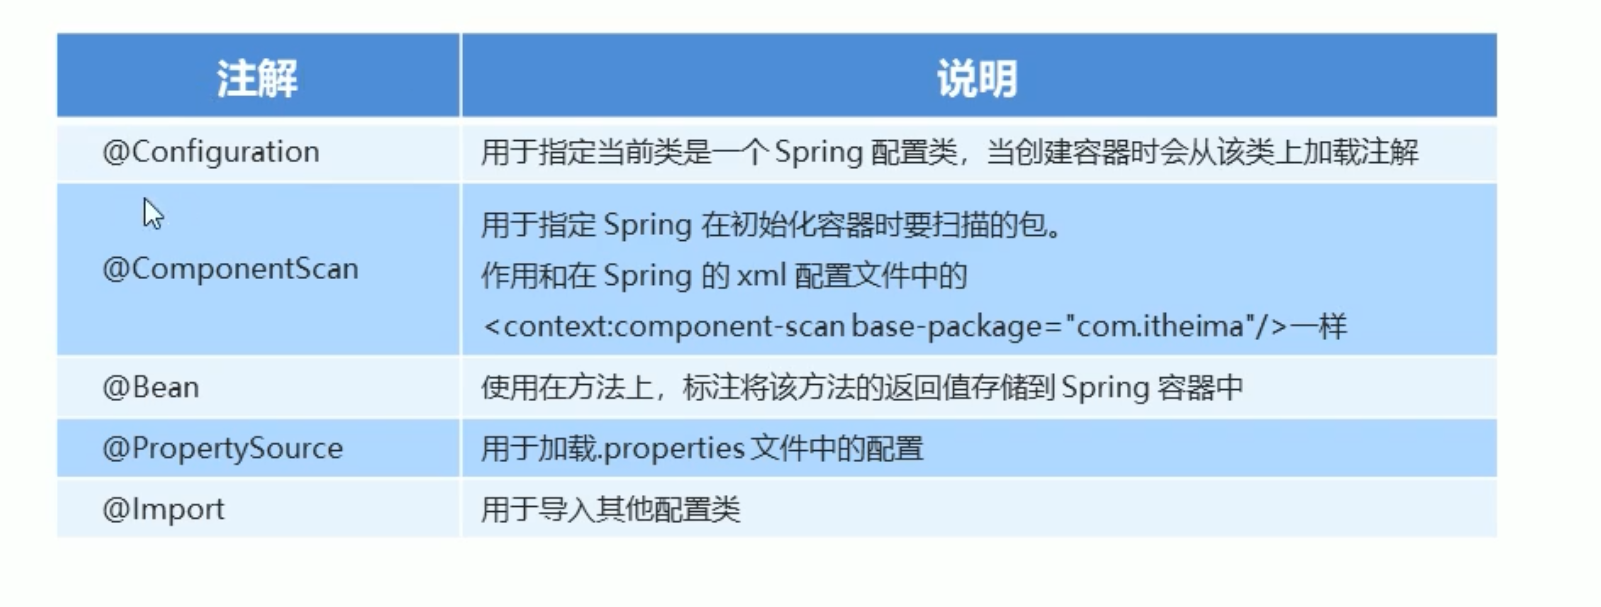 注解 说明
@Configuration 用于指定当前类是一个 Spring 配置类，当创建容器时会从该类上加载注解
用于指定 Spring 在初始化容器时要扫描的包。
@ComponentScan 作用和在 Spring 的 xml 配置文件中的
<context:component-scan base-package="com.itheima"/>一样
@Bean 使用在方法上，标注将该方法的返回值存储到 Spring 容器中
@PropertySource 用于加载.properties 文件中的配置
@Import 用于导入其他配置类